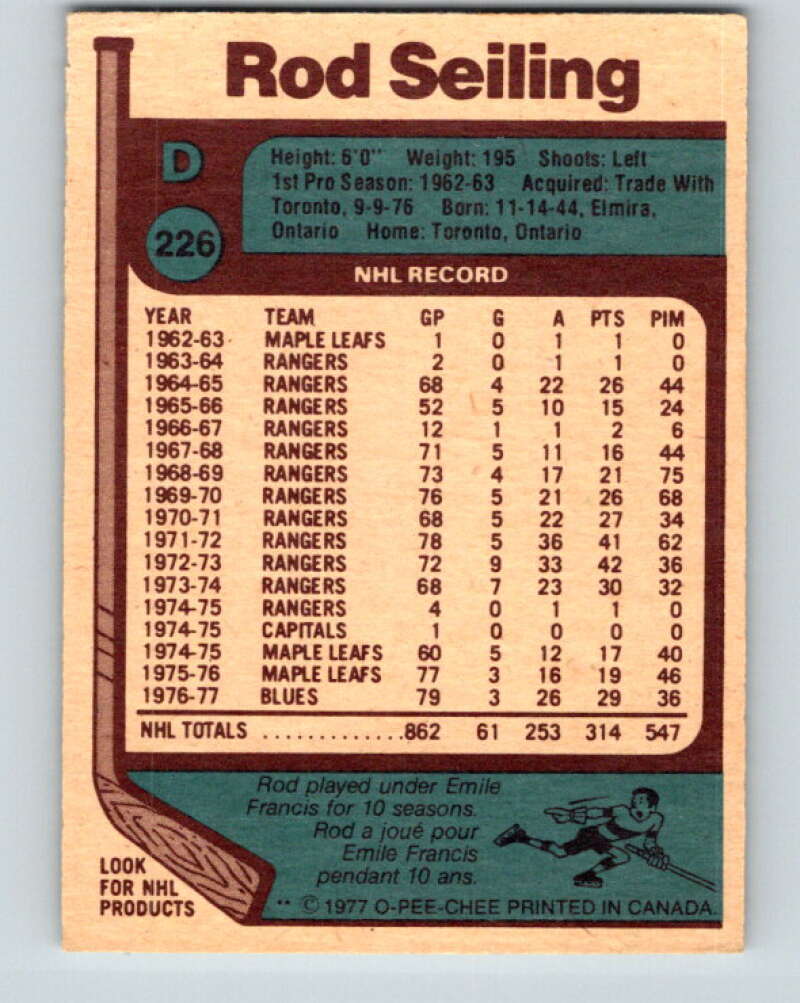 Rod Seiling
D
226
Height: 6'0" Weight: 195 Shoots: Left
1st Pro Season: 1962-63 Acquired: Trade With
Toronto, 9-9-76 Born: 11-14-44, Elmira,
Ontario Home: Toronto, Ontario
NHL RECORD
YEAR TEAM GP G A PTS PIM
1962-63 MAPLE LEAFS 1 0 1 1 0
1963-64 RANGERS 2 0 1 1 0
1964-65 RANGERS 68 4 22 26 44
1965-66 RANGERS 52 5 10 15 24
1966-67 RANGERS 12 1 1 2 6
1967-68 RANGERS 71 5 11 16 44
1968-69 RANGERS 73 4 17 21 75
1969-70 RANGERS 76 5 21 26 68
1970-71 RANGERS 68 5 22 27 34
1971-72 RANGERS 78 5 36 41 62
1972-73 RANGERS 72 9 33 42 36
1973-74 RANGERS 68 7 23 30 32
1974-75 RANGERS 4 0 1 1 0
1974-75 CAPITALS 1 0 0 0 0
1974-75 MAPLE LEAFS 60 5 12 17 40
1975-76 MAPLE LEAFS 77 3 16 19 46
1976-77 BLUES 79 3 26 29 36
NHL TOTALS .............862 61 253 314 547
Rod played under Emile
Francis for 10 seasons.
Rod a joué pour
Emile Francis
pendant 10 ans.
LOOK
FOR NHL
PRODUCTS
** © 1977 O-PEE-CHEE PRINTED IN CANADA.